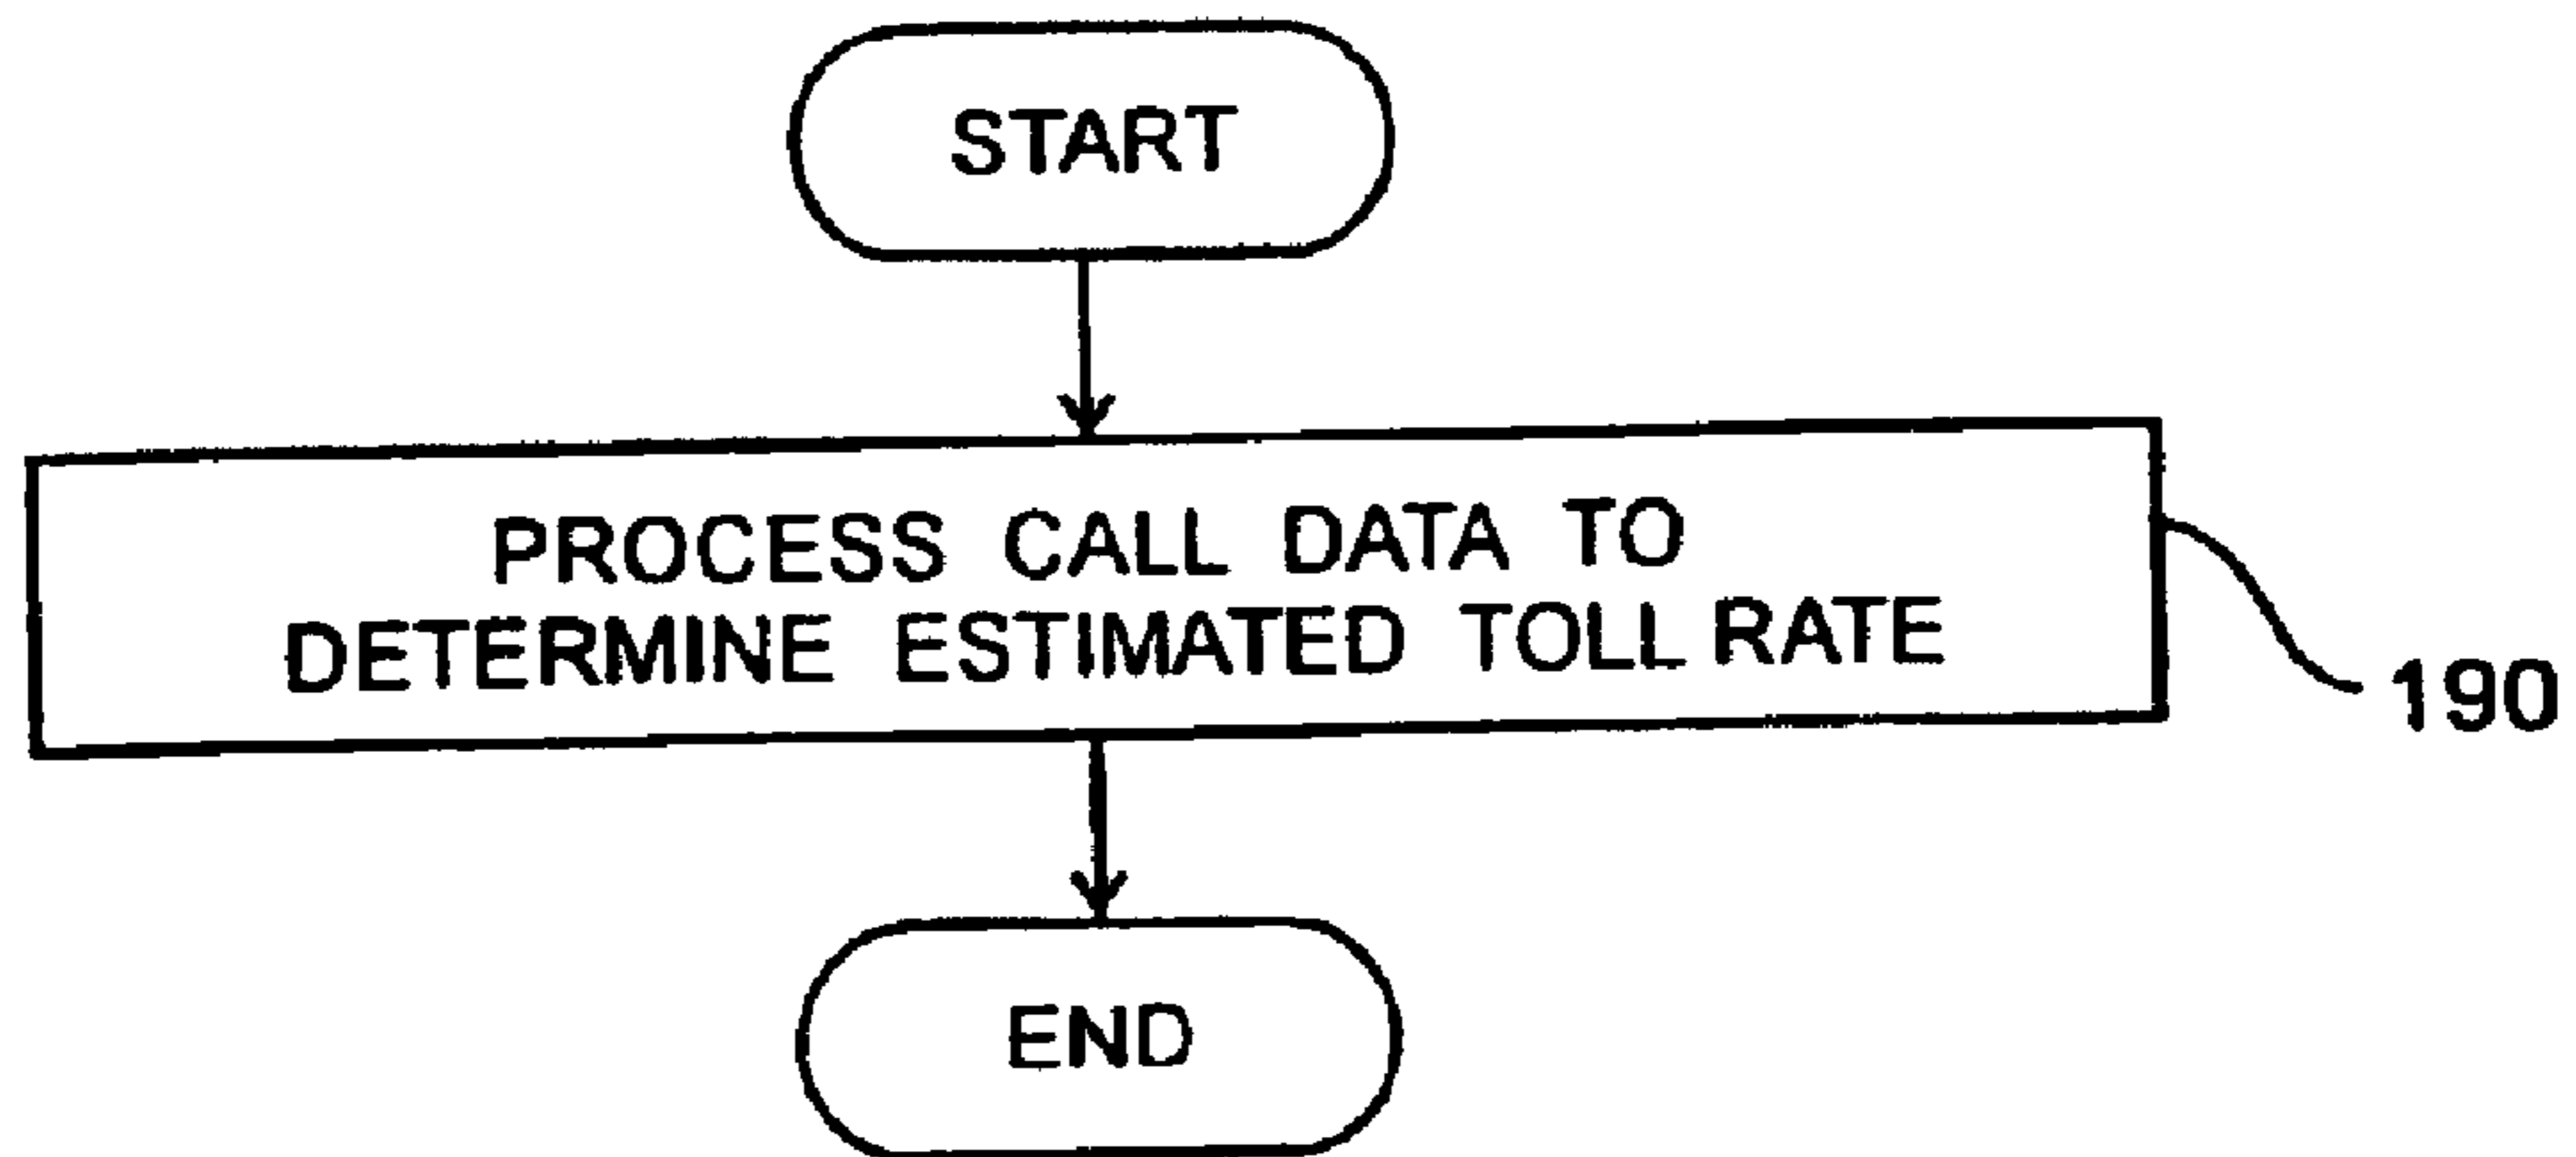 START
PROCESS CALL DATA TO
DETERMINE ESTIMATED TOLL RATE
190
END